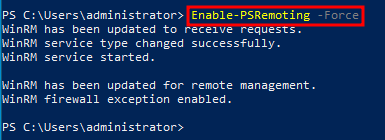 PS C:\Users\administrator> Enable-PSRemoting -Force
WinRM has been updated to receive requests.
WinRM service type changed successfully.
WinRM service started.
WinRM has been updated for remote management.
WinRM firewall exception enabled.
PS C:\Users\administrator>